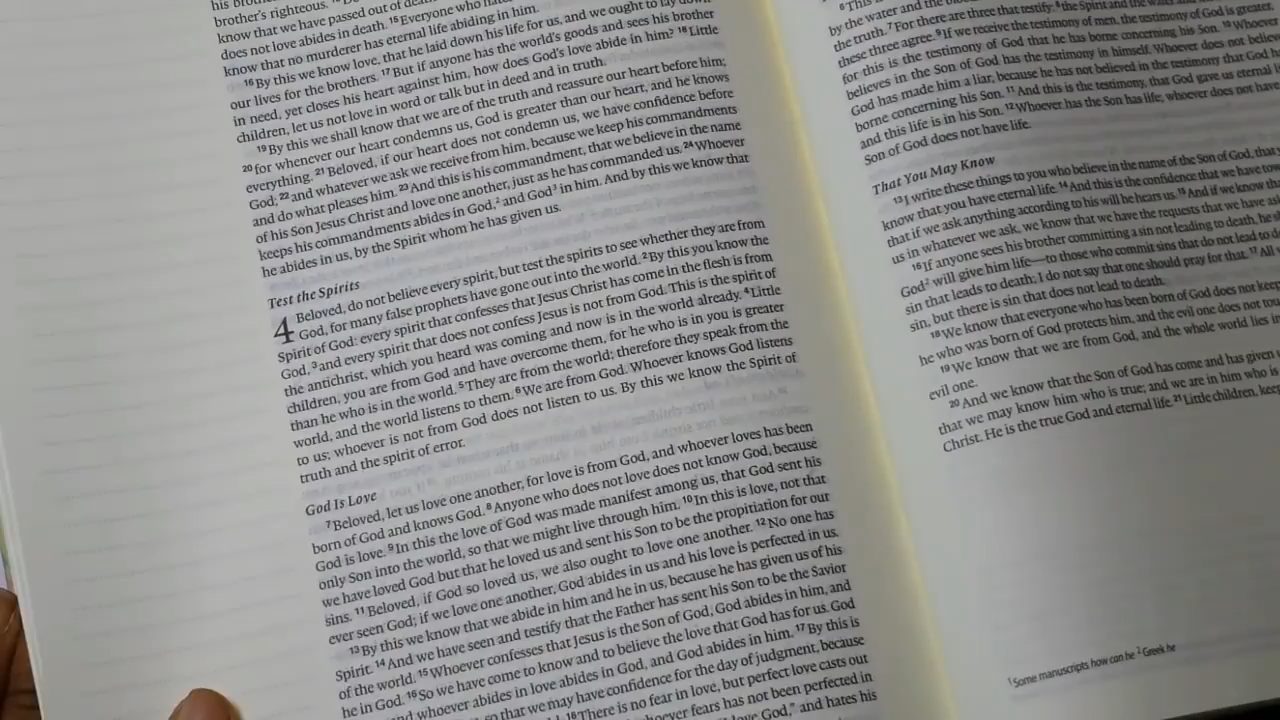 his
brother's righteous.
know that we have passed out of
does not love abides in death. 15 Everyone who
know that no murderer has eternal life abiding in him.
16 By this we know love, that he laid down his life for us, and we ought to lay down
our lives for the brothers. 17 But if anyone has the world's goods and sees his brother
in need, yet closes his heart against him, how does God's love abide in him? 18 Little
children, let us not love in word or talk but in deed and in truth.
19 By this we shall know that we are of the truth and reassure our heart before him;
20 for whenever our heart condemns us, God is greater than our heart, and he knows
everything. 21 Beloved, if our heart does not condemn us, we have confidence before
God; 22 and whatever we ask we receive from him, because we keep his commandments
and do what pleases him. 23 And this is his commandment, that we believe in the name
of his Son Jesus Christ and love one another, just as he has commanded us. 24 Whoever
keeps his commandments abides in God,2 and God3 in him. And by this we know that
he abides in us, by the Spirit whom he has given us.
Test the Spirits
4 Beloved, do not believe every spirit, but test the spirits to see whether they are from
God, for many false prophets have gone out into the world. 2 By this you know the
Spirit of God: every spirit that confesses that Jesus Christ has come in the flesh is from
God, 3 and every spirit that does not confess Jesus is not from God. This is the spirit of
the antichrist, which you heard was coming and now is in the world already. 4 Little
children, you are from God and have overcome them, for he who is in you is greater
than he who is in the world. 5 They are from the world; therefore they speak from the
world, and the world listens to them. 6 We are from God. Whoever knows God listens
to us; whoever is not from God does not listen to us. By this we know the Spirit of
truth and the spirit of error.
God Is Love
7 Beloved, let us love one another, for love is from God, and whoever loves has been
born of God and knows God. 8 Anyone who does not love does not know God, because
God is love. 9 In this the love of God was made manifest among us, that God sent his
only Son into the world, so that we might live through him. 10 In this is love, not that
we have loved God but that he loved us and sent his Son to be the propitiation for our
sins. 11 Beloved, if God so loved us, we also ought to love one another. 12 No one has
ever seen God; if we love one another, God abides in us and his love is perfected in us.
13 By this we know that we abide in him and he in us, because he has given us of his
Spirit. 14 And we have seen and testify that the Father has sent his Son to be the Savior
of the world. 15 Whoever confesses that Jesus is the Son of God, God abides in him, and
he in God. 16 So we have come to know and to believe the love that God has for us. God
and whoever abides in love abides in God, and God abides in him. 17 By this is
so that we may have confidence for the day of judgment, because
18 There is no fear in love, but perfect love casts out
whoever fears has not been perfected in
love God," and hates his
6 This
by the water and the
the truth. 7 For there are three that testify: 8 the Spirit and the water and
these three agree. 9 If we receive the testimony of men, the testimony of God is greater,
for this is the testimony of God that he has borne concerning his Son. 10 Whoever
believes in the Son of God has the testimony in himself. Whoever does not believe
God has made him a liar, because he has not believed in the testimony that God
borne concerning his Son. 11 And this is the testimony, that God gave us eternal
and this life is in his Son. 12 Whoever has the Son has life; whoever does not have
Son of God does not have life.
That You May Know
13 I write these things to you who believe in the name of the Son of God, that
know that you have eternal life. 14 And this is the confidence that we have
that if we ask anything according to his will he hears us. 15 And if we know that
us in whatever we ask, we know that we have the requests that we have
16 If anyone sees his brother committing a sin not leading to death, he
God2 will give him life—to those who commit sins that do not lead to
sin that leads to death; I do not say that one should pray for that. 17 All
sin, but there is sin that does not lead to death.
18 We know that everyone who has been born of God does not keep
he who was born of God protects him, and the evil one does not
19 We know that we are from God, and the whole world lies in
evil one.
20 And we know that the Son of God has come and has given
that we may know him who is true; and we are in him who is
Christ. He is the true God and eternal life. 21 Little children, keep
1 Some manuscripts how can he 2 Greek he